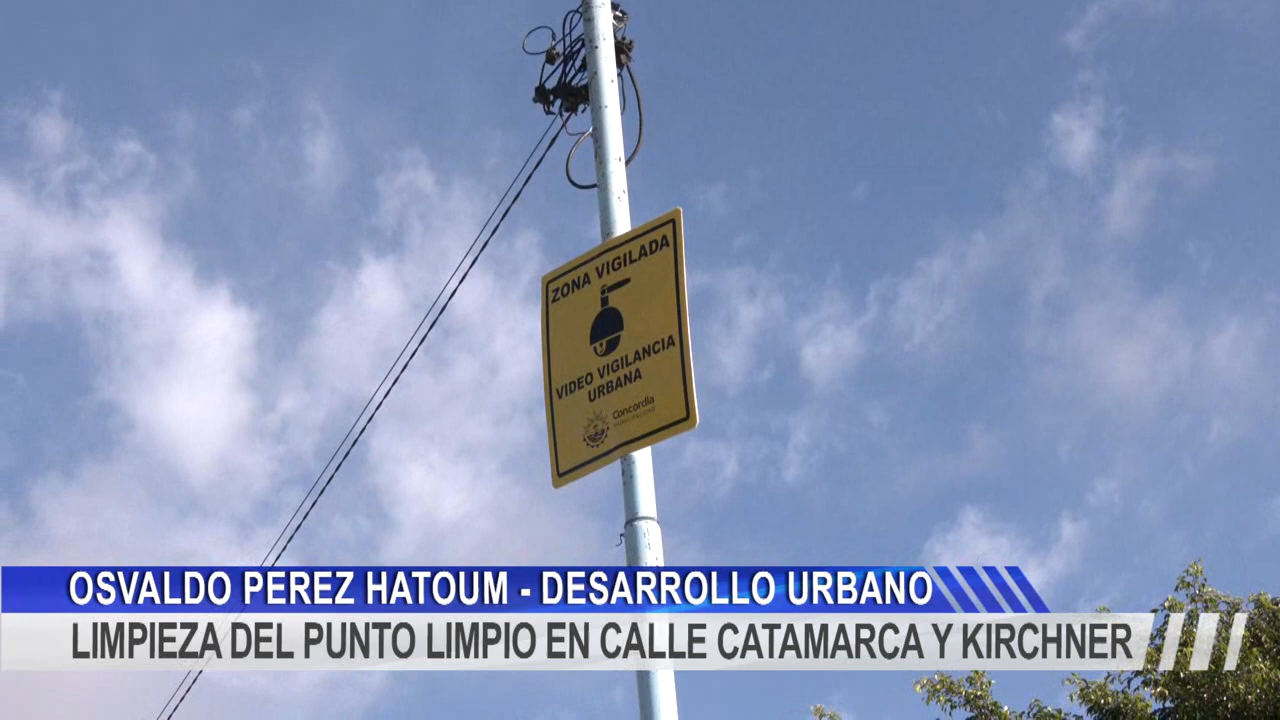 ZONA VIGILADA
VIDEO VIGILANCIA
URBANA
Concordia
OSVALDO PEREZ HATOUM - DESARROLLO URBANO
LIMPIEZA DEL PUNTO LIMPIO EN CALLE CATAMARCA Y KIRCHNER